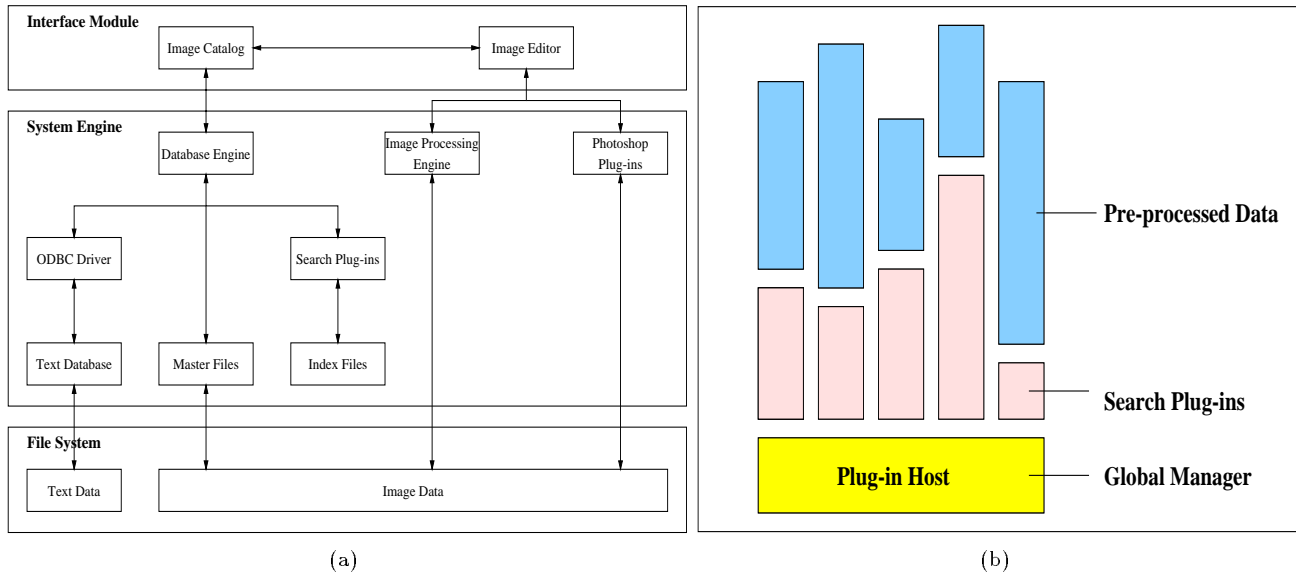 Interface Module
Image Catalog
Image Editor
System Engine
Database Engine
Image Processing
Engine
Photoshop
Plug-ins
ODBC Driver
Search Plug-ins
Text Database
Master Files
Index Files
File System
Text Data
Image Data
(a)
Pre-processed Data
Search Plug-ins
Plug-in Host
Global Manager
(b)